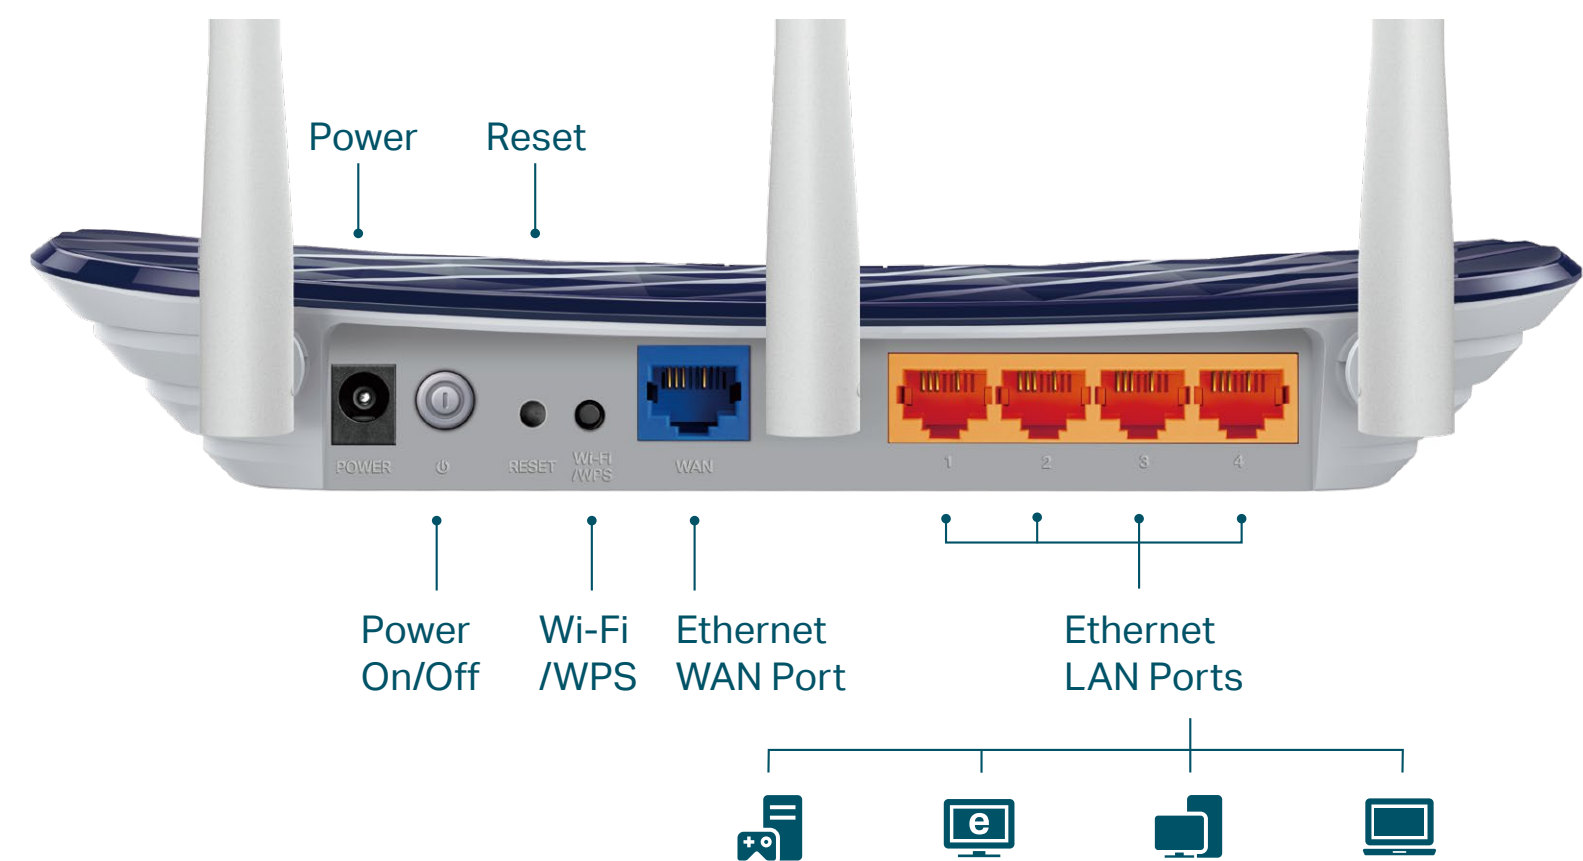 Power
Reset
POWER
RESET
Wi-Fi
/WPS
WAN
1
2
3
4
Power
On/Off
Wi-Fi
/WPS
Ethernet
WAN Port
Ethernet
LAN Ports
e